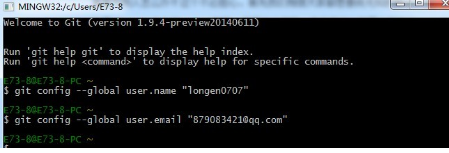 MINGW32:/c/Users/E73-8
Welcome to Git (version 1.9.4-preview20140611)
Run 'git help git' to display the help index.
Run 'git help <command>' to display help for specific commands.
E73-8@E73-8-PC ~
$ git config --global user.name "longen0707"
E73-8@E73-8-PC ~
$ git config --global user.email "879083421@qq.com"
E73-8@E73-8-PC ~